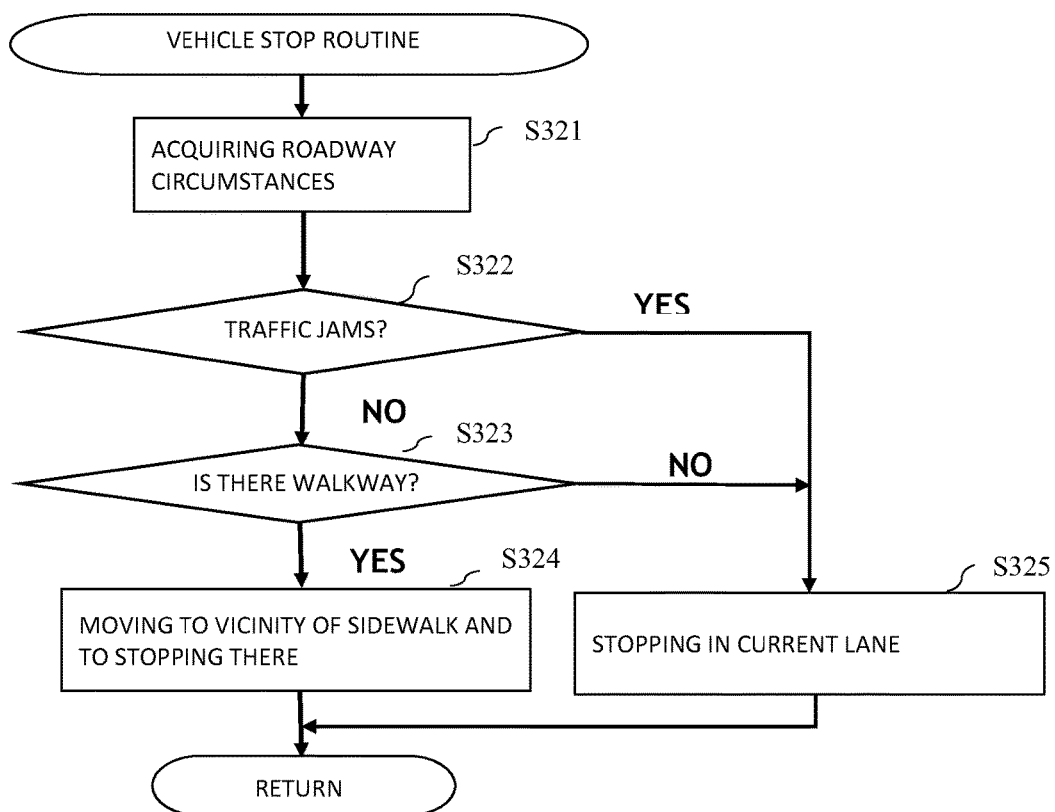 VEHICLE STOP ROUTINE
S321
ACQUIRING ROADWAY
CIRCUMSTANCES
S322
TRAFFIC JAMS?
YES
NO
S323
IS THERE WALKWAY?
NO
YES
S324
S325
MOVING TO VICINITY OF SIDEWALK AND
TO STOPPING THERE
STOPPING IN CURRENT LANE
RETURN